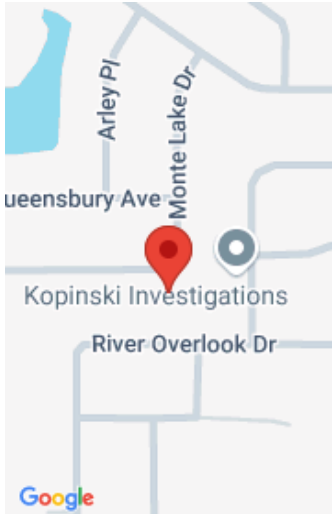 Arley Pl
Monte Lake Dr
ueensbury Ave
Kopinski Investigations
River Overlook Dr
Google